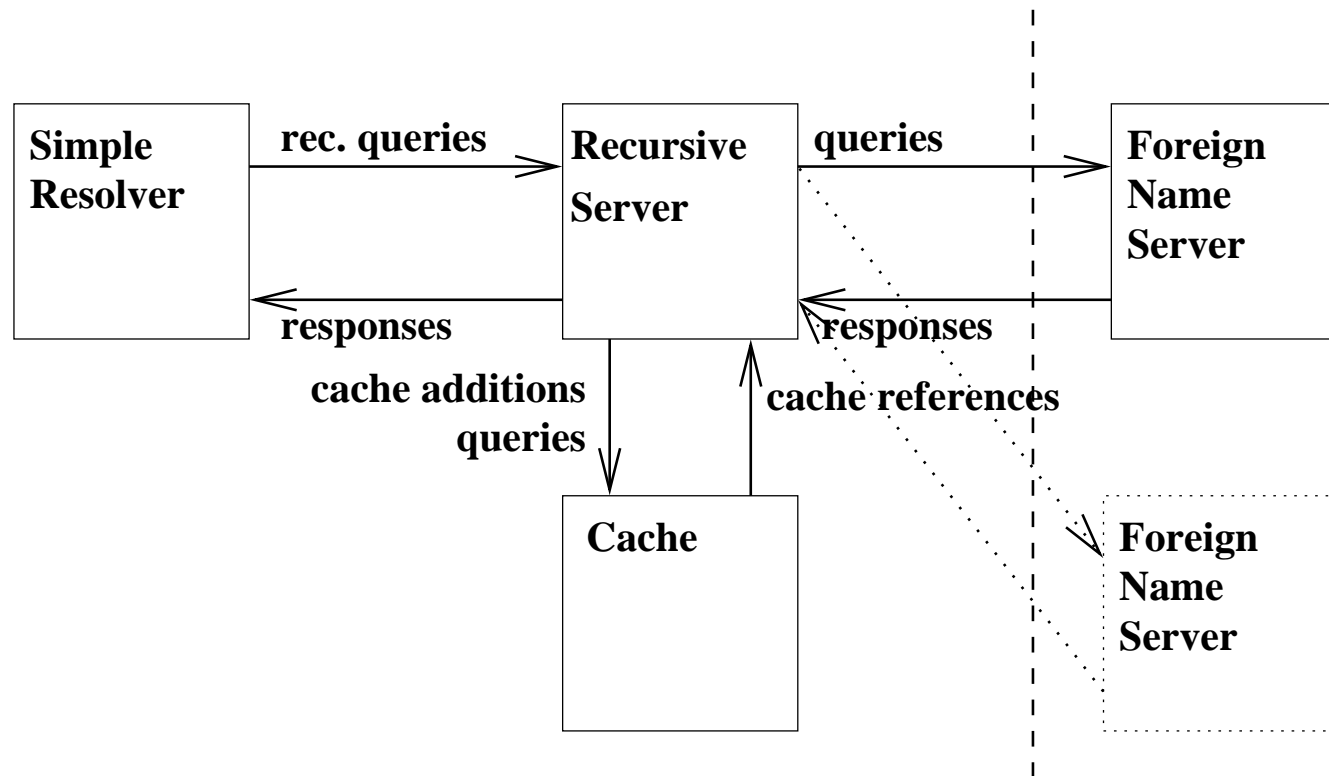 Simple
Resolver
rec. queries
Recursive
Server
queries
Foreign
Name
Server
responses
responses
cache additions
queries
cache references
Cache
Foreign
Name
Server